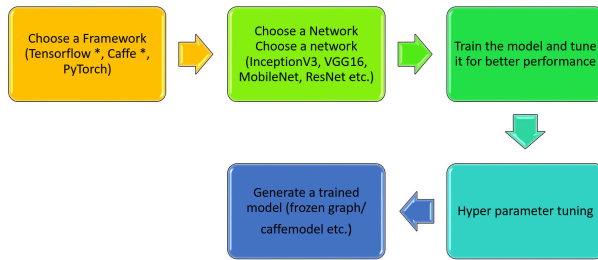 Choose a Framework
(Tensorflow *, Caffe *,
PyTorch)
Choose a Network
Choose a network
(InceptionV3, VGG16,
MobileNet, ResNet etc.)
Train the model and tune
it for better performance
Hyper parameter tuning
Generate a trained
model (frozen graph/
caffemodel etc.)